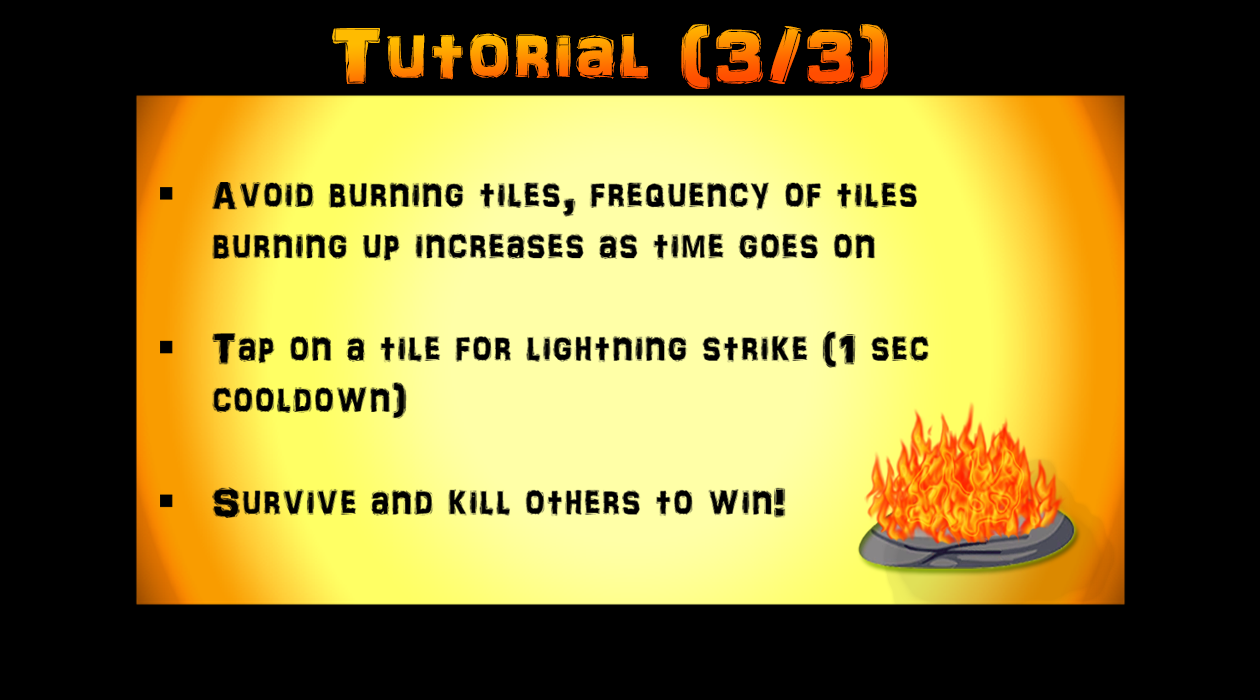 Tutorial (3/3)
▪ Avoid burning tiles, frequency of tiles
burning up increases as time goes on
▪ Tap on a tile for lightning strike (1 sec
cooldown)
▪ Survive and kill others to win!